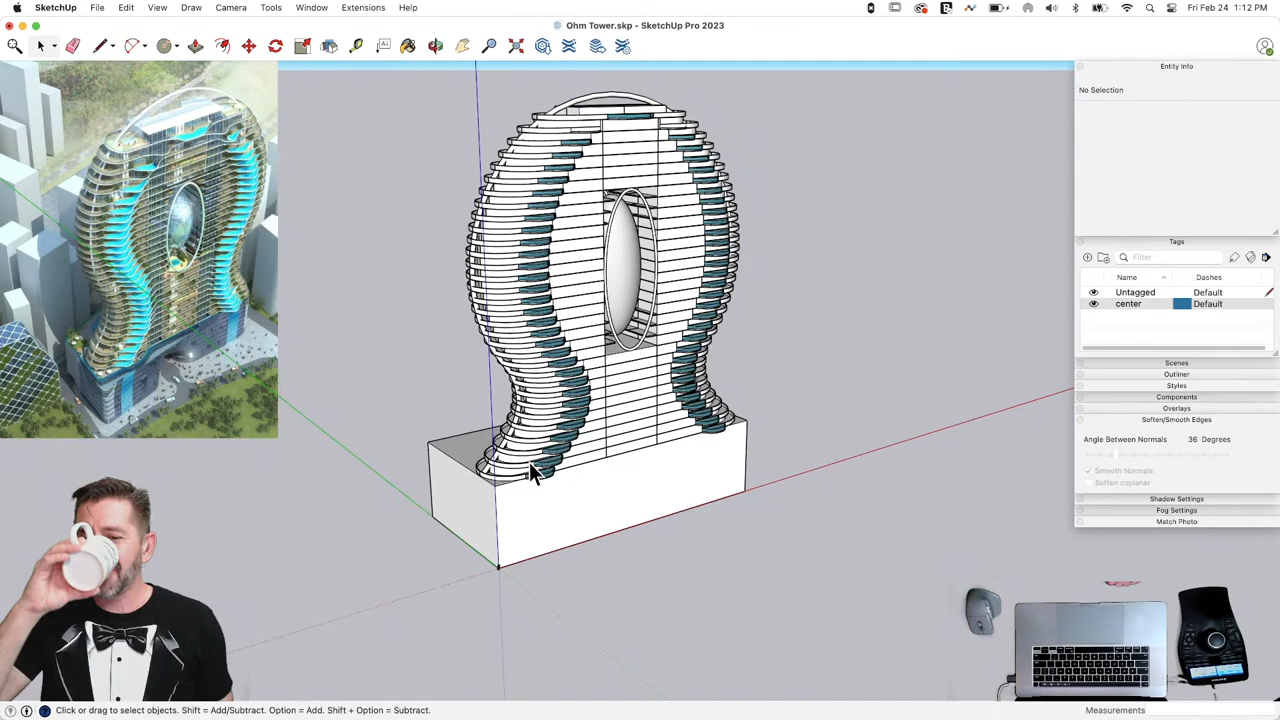 SketchUp File Edit View Draw Camera Tools Window Extensions Help Fri Feb 24 1:12 PM
Ohm Tower.skp - SketchUp Pro 2023
Entity Info
No Selection
Tags
Filter
Name Dashes
Untagged Default
center Default
Scenes
Outliner
Styles
Components
Overlays
Soften/Smooth Edges
Angle Between Normals 36 Degrees
Smooth Normals
Soften coplanar
Shadow Settings
Fog Settings
Match Photo
Click or drag to select objects. Shift = Add/Subtract. Option = Add. Shift + Option = Subtract. Measurements